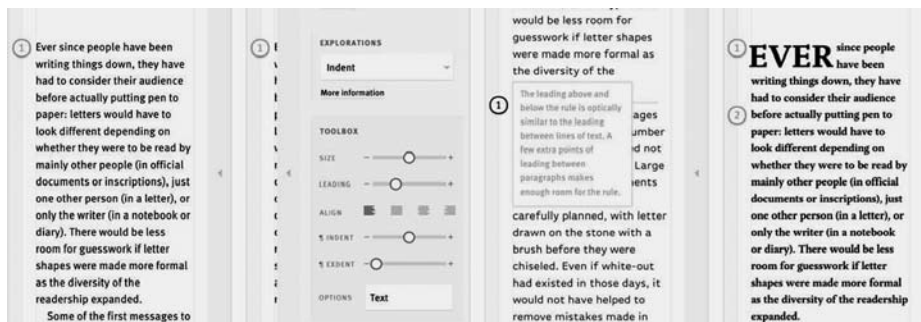 1
Ever since people have been
writing things down, they have
had to consider their audience
before actually putting pen to
paper: letters would have to
look different depending on
whether they were to be read by
mainly other people (in official
documents or inscriptions), just
one other person (in a letter), or
only the writer (in a notebook or
diary). There would be less
room for guesswork if letter
shapes were made more formal
as the diversity of the
readership expanded.
Some of the first messages to
1
EXPLORATIONS
Indent
More information
TOOLBOX
SIZE - +
LEADING - +
ALIGN
¶ INDENT - +
¶ EXDENT - +
OPTIONS Text
would be less room for
guesswork if letter shapes
were made more formal as
the diversity of the
1
The leading above and
below the rule is optically
similar to the leading
between lines of text. A
few extra points of
leading between
paragraphs makes
enough room for the rule.
ages
umber
ed not
Large
ents
carefully planned, with letter
drawn on the stone with a
brush before they were
chiseled. Even if white-out
had existed in those days, it
would not have helped to
remove mistakes made in
1
EVER since people
have been
writing things down, they have
had to consider their audience
2
before actually putting pen to
paper: letters would have to
look different depending on
whether they were to be read by
mainly other people (in official
documents or inscriptions), just
one other person (in a letter), or
only the writer (in a notebook
or diary). There would be less
room for guesswork if letter
shapes were made more formal
as the diversity of the readership
expanded.